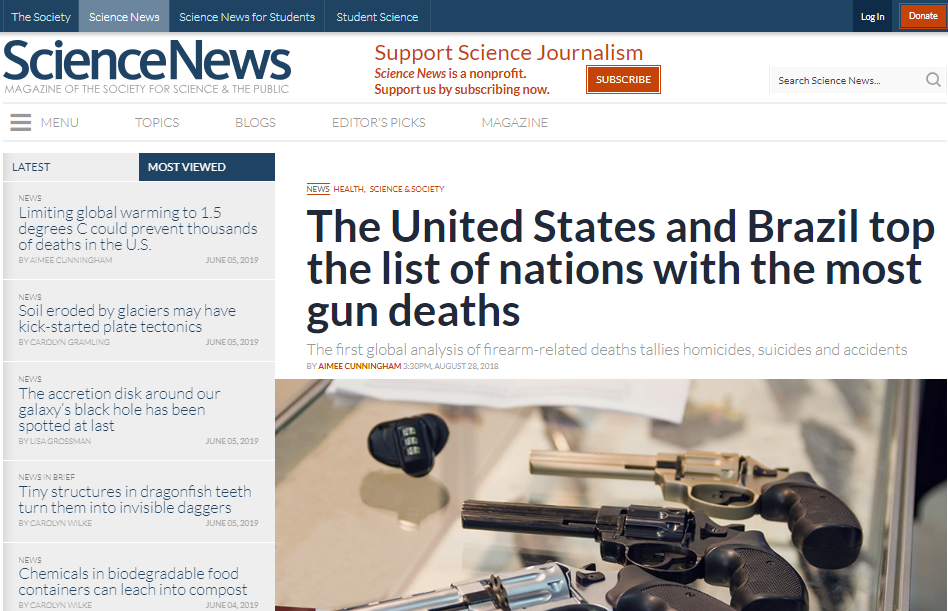 The Society
Science News
Science News for Students
Student Science
Log In
Donate
ScienceNews
MAGAZINE OF THE SOCIETY FOR SCIENCE & THE PUBLIC
Support Science Journalism
Science News is a nonprofit.
Support us by subscribing now.
SUBSCRIBE
Search Science News...
MENU
TOPICS
BLOGS
EDITOR'S PICKS
MAGAZINE
LATEST
MOST VIEWED
NEWS
Limiting global warming to 1.5
degrees C could prevent thousands
of deaths in the U.S.
BY AIMEE CUNNINGHAM
JUNE 05, 2019
NEWS
Soil eroded by glaciers may have
kick-started plate tectonics
BY CAROLYN GRAMLING
JUNE 05, 2019
NEWS
The accretion disk around our
galaxy's black hole has been
spotted at last
BY LISA GROSSMAN
JUNE 05, 2019
NEWS IN BRIEF
Tiny structures in dragonfish teeth
turn them into invisible daggers
BY CAROLYN WILKE
JUNE 05, 2019
NEWS
Chemicals in biodegradable food
containers can leach into compost
BY CAROLYN WILKE
JUNE 04, 2019
NEWS HEALTH, SCIENCE & SOCIETY
The United States and Brazil top
the list of nations with the most
gun deaths
The first global analysis of firearm-related deaths tallies homicides, suicides and accidents
BY AIMEE CUNNINGHAM 3:30PM, AUGUST 28, 2018